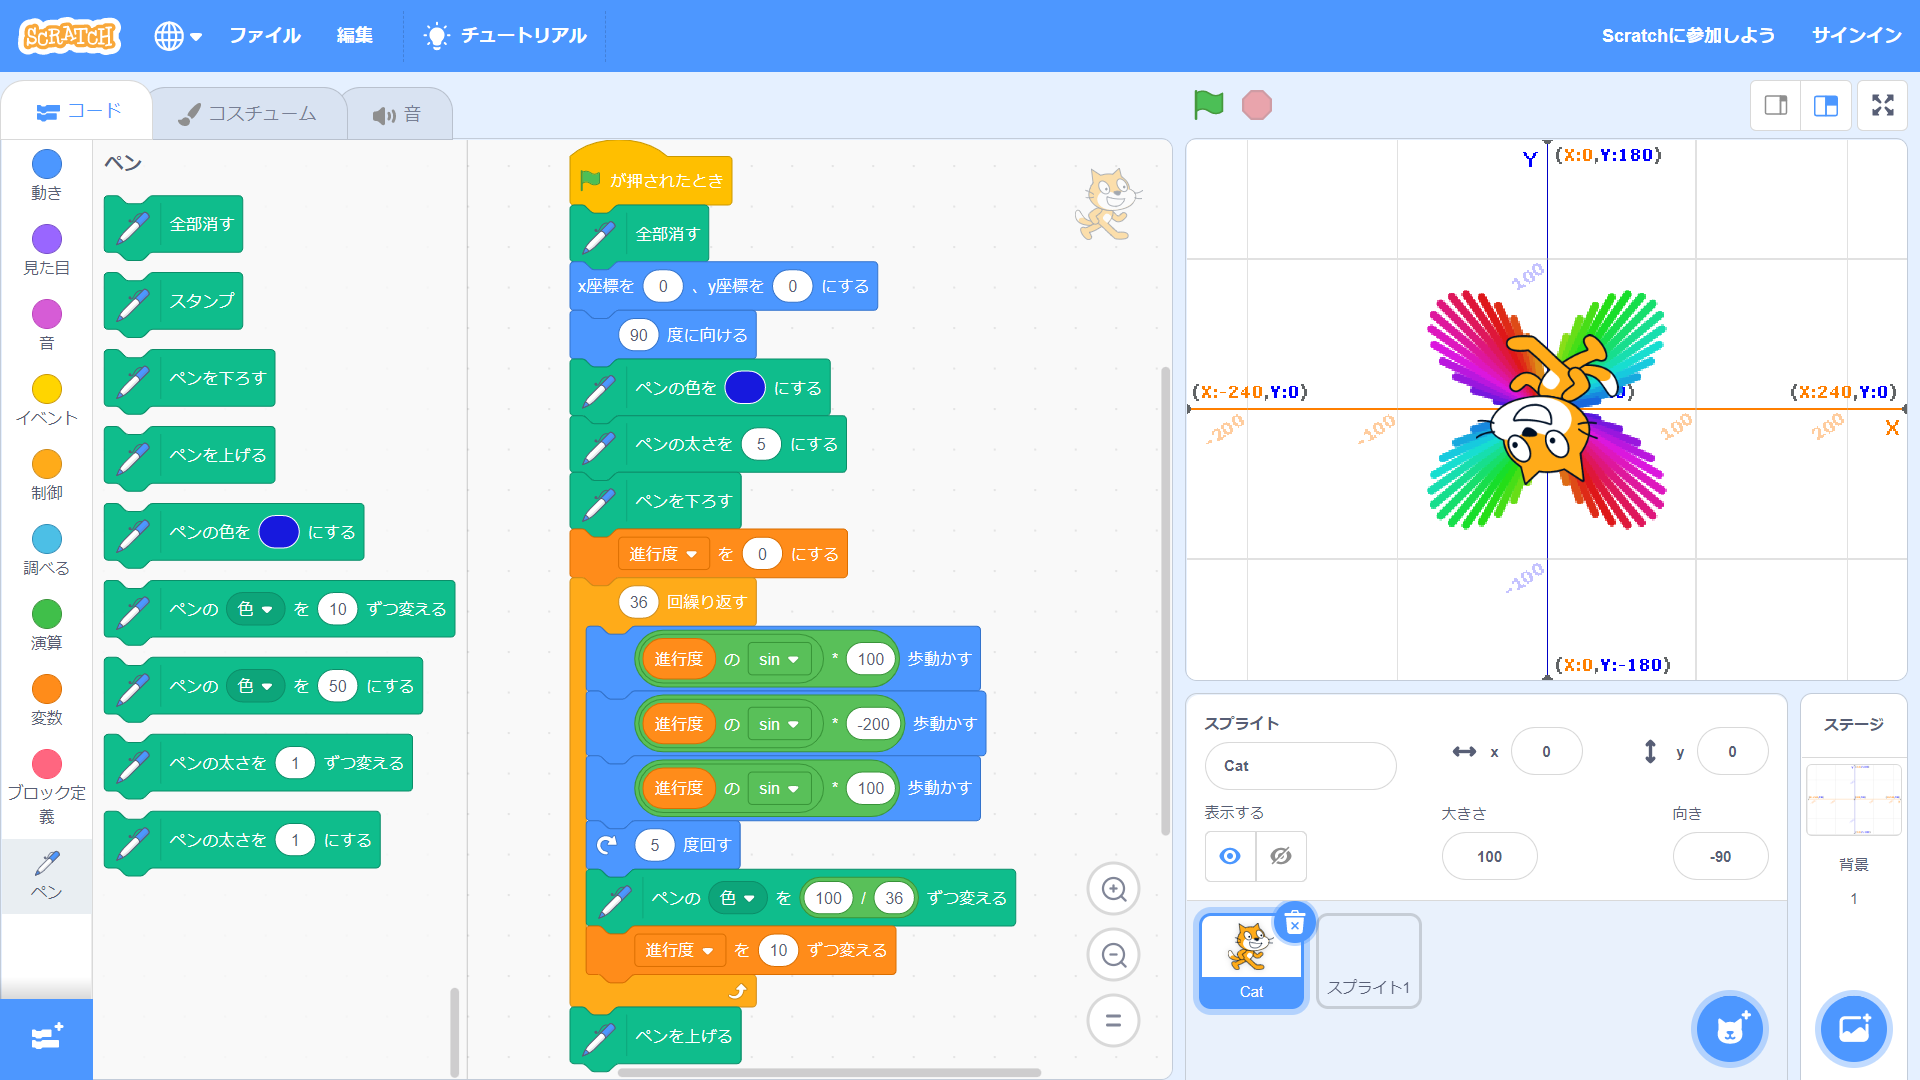 SCRATCH
ファイル
編集
チュートリアル
Scratchに参加しよう
サインイン
コード
コスチューム
音
動き
見た目
音
イベント
制御
調べる
演算
変数
ブロック定
義
ペン
ペン
全部消す
スタンプ
ペンを下ろす
ペンを上げる
ペンの色を にする
ペンの 色 を 10 ずつ変える
ペンの 色 を 50 にする
ペンの太さを 1 ずつ変える
ペンの太さを 1 にする
が押されたとき
全部消す
x座標を 0 、y座標を 0 にする
90 度に向ける
ペンの色を にする
ペンの太さを 5 にする
ペンを下ろす
進行度 を 0 にする
36 回繰り返す
進行度 の sin * 100 歩動かす
進行度 の sin * -200 歩動かす
進行度 の sin * 100 歩動かす
5 度回す
ペンの 色 を 100 / 36 ずつ変える
進行度 を 10 ずつ変える
ペンを上げる
Y (X:0,Y:180)
100
(X:-240,Y:0)
(X:240,Y:0)
-200
-100
100
200
X
-100
(X:0,Y:-180)
スプライト
Cat
x 0
y 0
表示する
大きさ
100
向き
-90
Cat
スプライト1
ステージ
背景
1